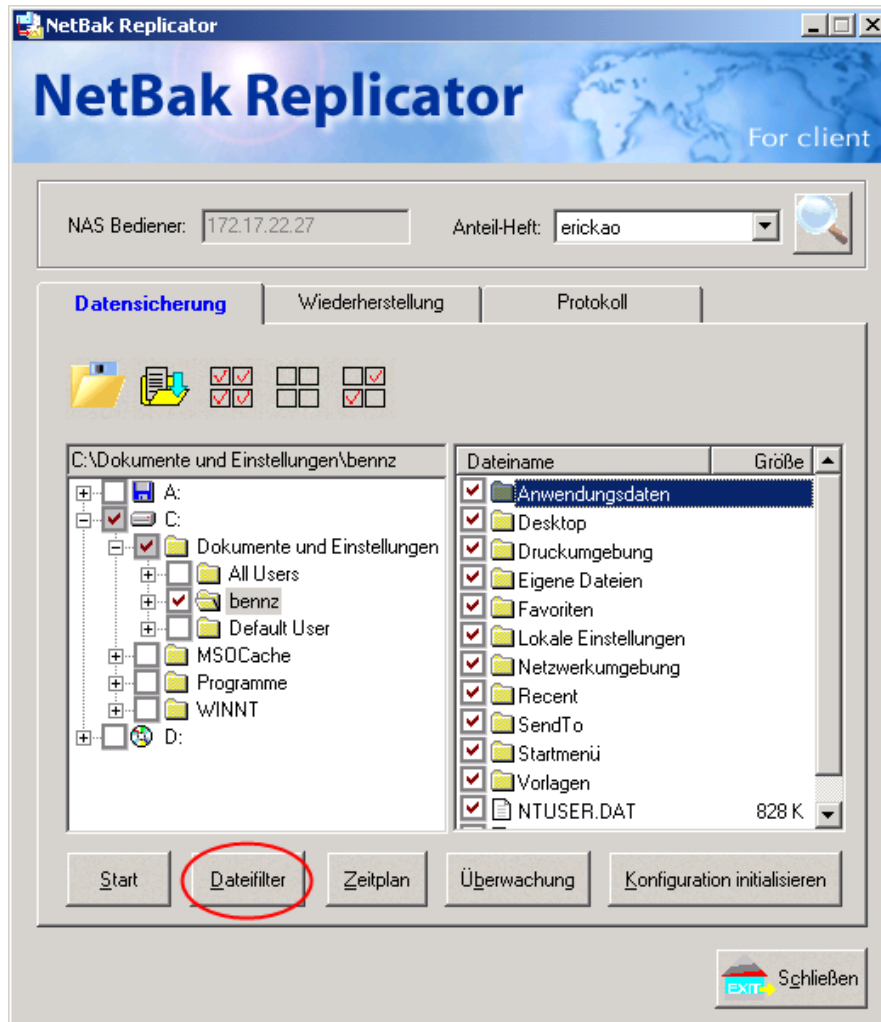 NetBak Replicator
NetBak Replicator
For client
NAS Bediener: 172.17.22.27 Anteil-Heft: erickao
Datensicherung Wiederherstellung Protokoll
C:\Dokumente und Einstellungen\bennz
A:
C:
Dokumente und Einstellungen
All Users
bennz
Default User
MSOCache
Programme
WINNT
D:
Dateiname Größe
Anwendungsdaten
Desktop
Druckumgebung
Eigene Dateien
Favoriten
Lokale Einstellungen
Netzwerkumgebung
Recent
SendTo
Startmenü
Vorlagen
NTUSER.DAT 828 K
Start Dateifilter Zeitplan Überwachung Konfiguration initialisieren
EXIT Schließen